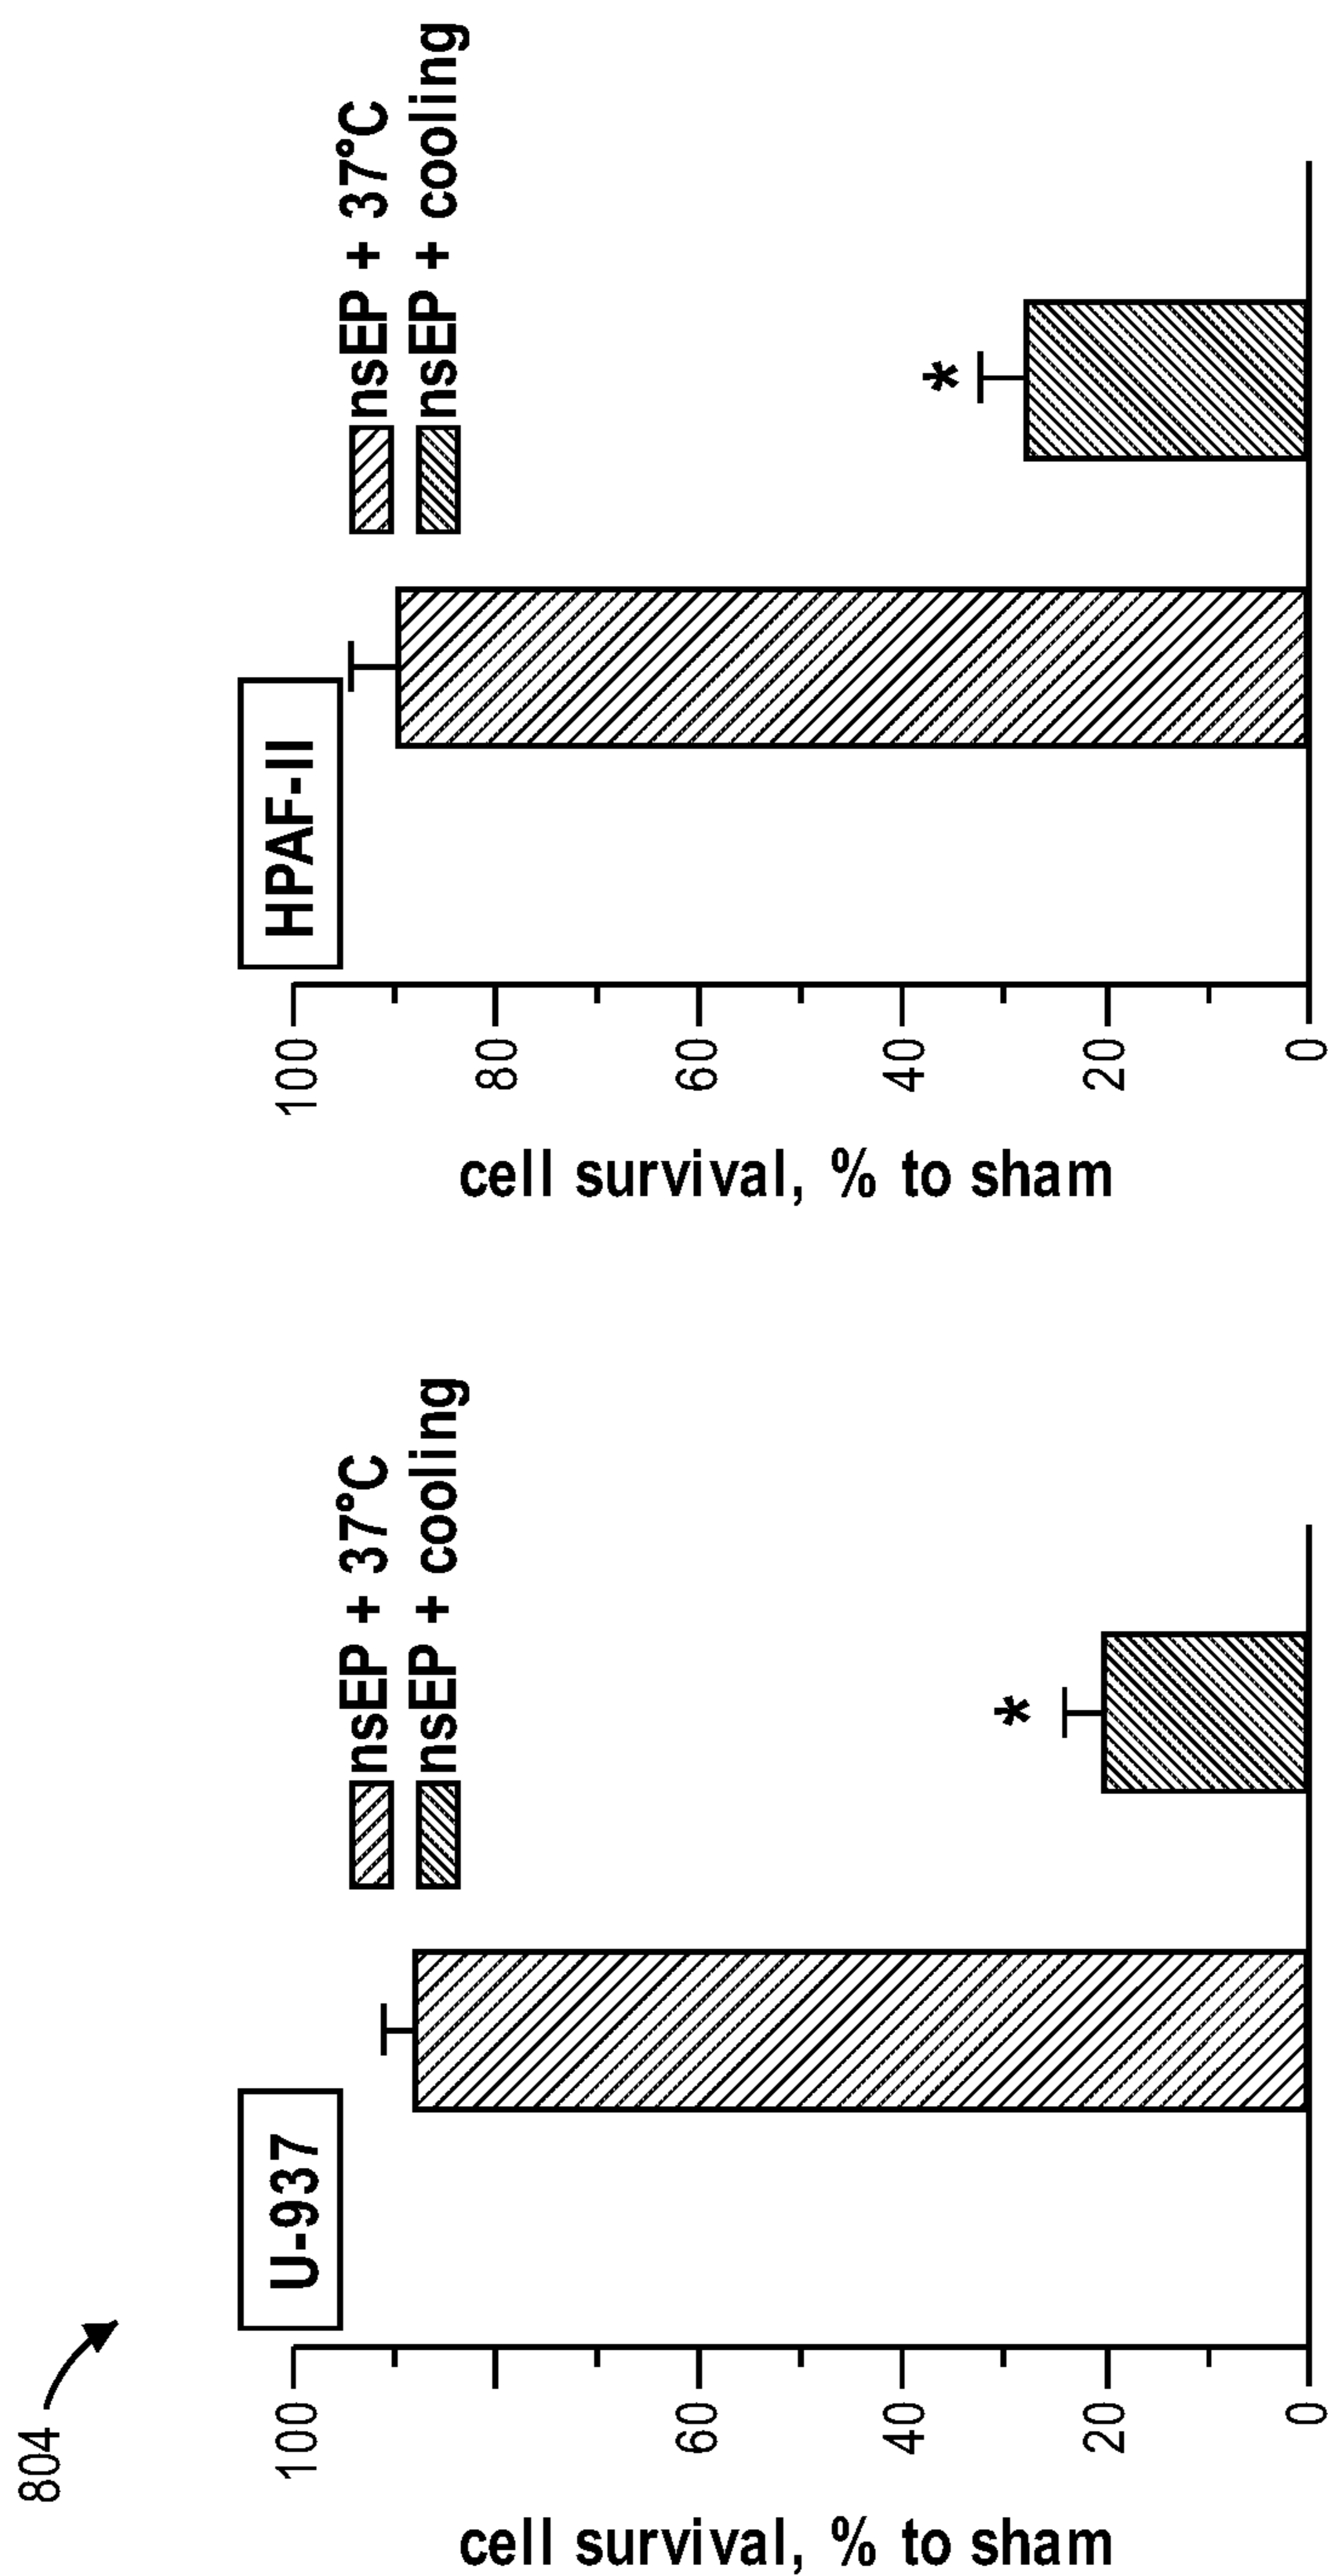 804
U-937
nsEP + 37°C
nsEP + cooling
*
100
60
40
20
0
cell survival, % to sham
HPAF-II
nsEP + 37°C
nsEP + cooling
*
100
80
60
40
20
0
cell survival, % to sham